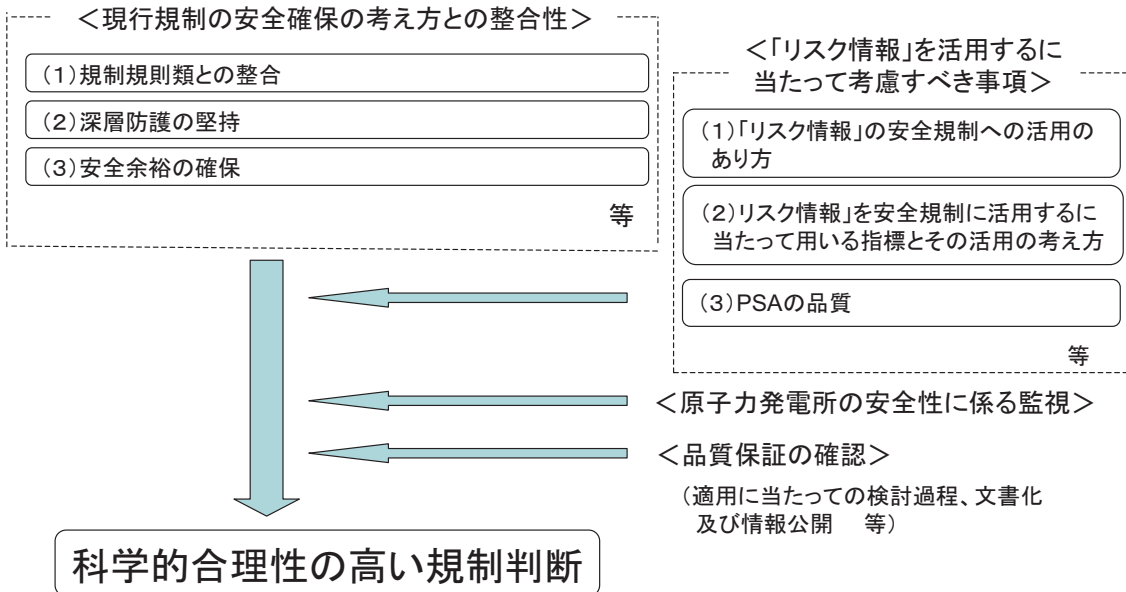 ＜現行規制の安全確保の考え方との整合性＞
（１）規制規則類との整合
（２）深層防護の堅持
（３）安全余裕の確保
等
＜「リスク情報」を活用するに
当たって考慮すべき事項＞
（１）「リスク情報」の安全規制への活用の
あり方
（２）リスク情報」を安全規制に活用するに
当たって用いる指標とその活用の考え方
（３）PSAの品質
等
＜原子力発電所の安全性に係る監視＞
＜品質保証の確認＞
（適用に当たっての検討過程、文書化
及び情報公開　等）
科学的合理性の高い規制判断